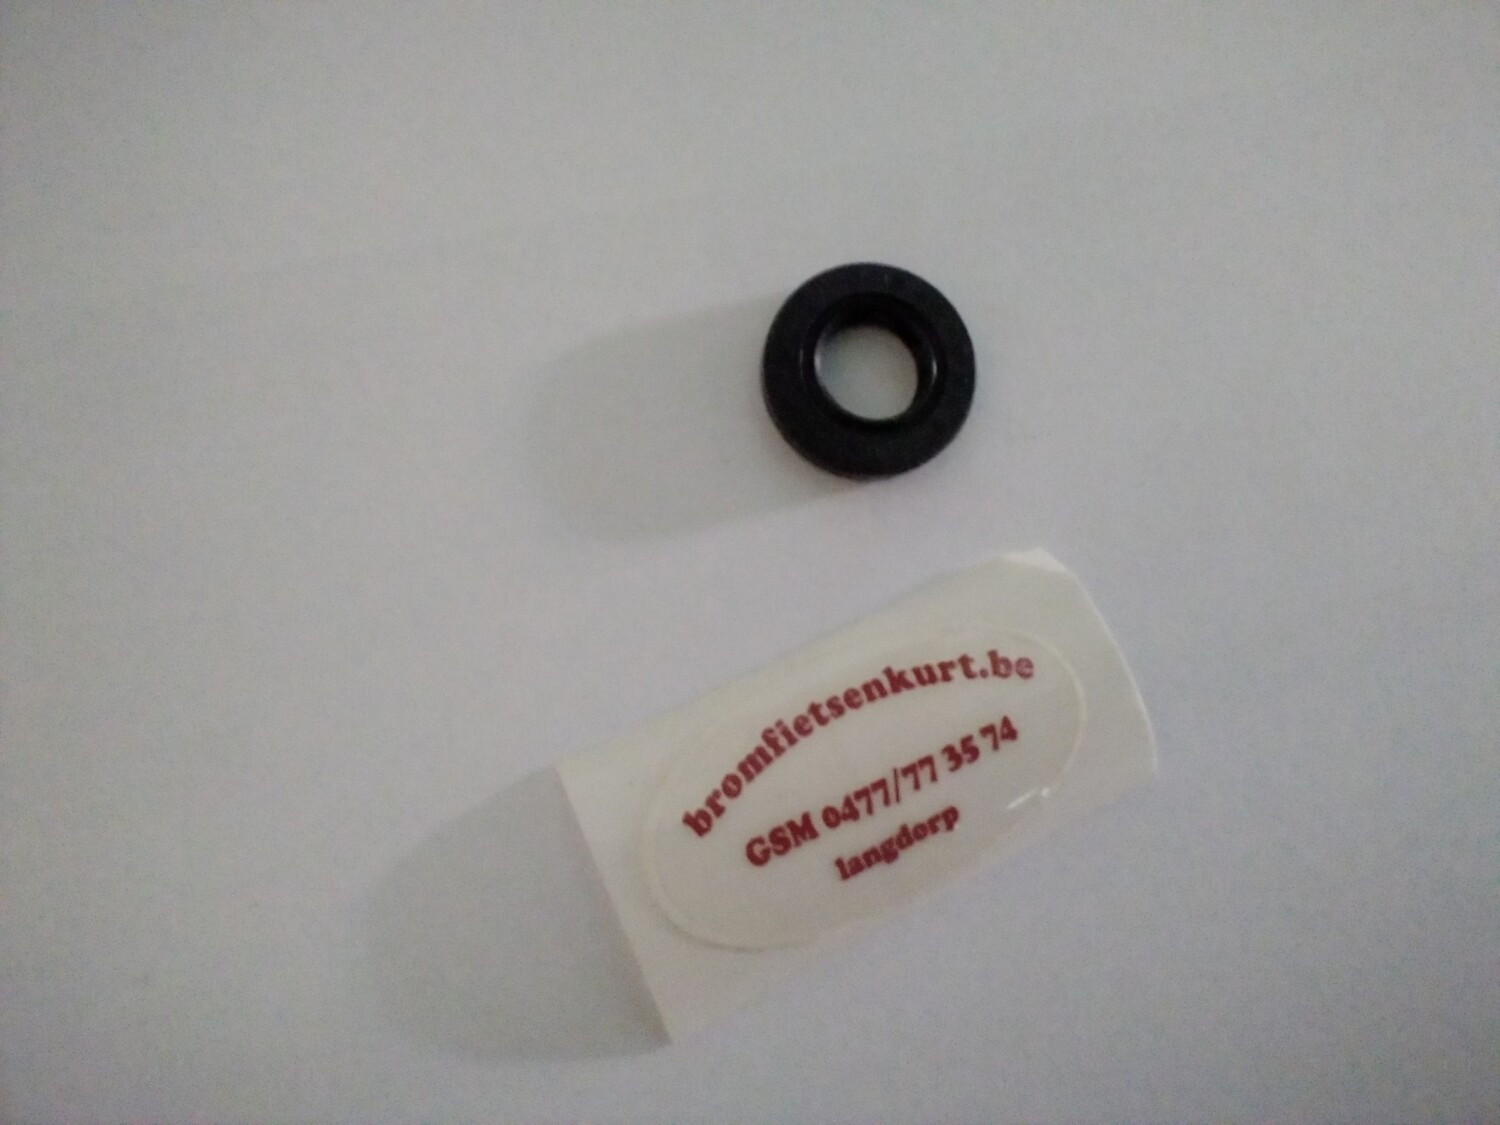 bromfietsenkurt.be
GSM 0477/77 35 74
langdorp